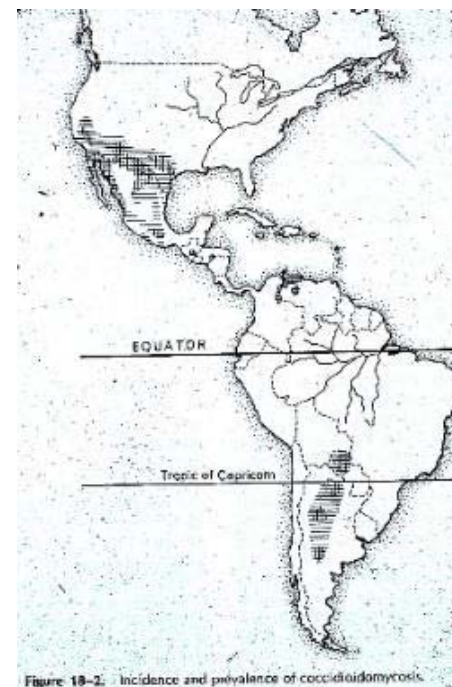 EQUATOR
Tropic of Capricorn
Figure 18–2. Incidence and prevalence of coccidioidomycosis.